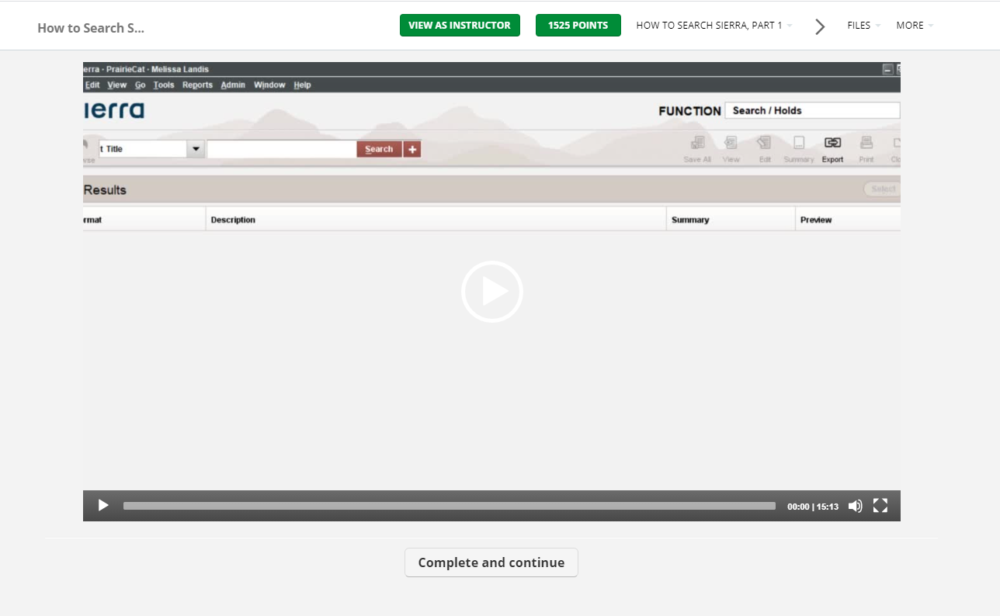 How to Search S...
VIEW AS INSTRUCTOR
1525 POINTS
HOW TO SEARCH SIERRA, PART 1
FILES
MORE
erra · PrairieCat · Melissa Landis
Edit View Go Tools Reports Admin Window Help
ierra
FUNCTION Search / Holds
t Title
Search +
wse
Save All View Edit Summary Export Print Clo
Results
Select
rmat Description Summary Preview
00:00 | 15:13
Complete and continue